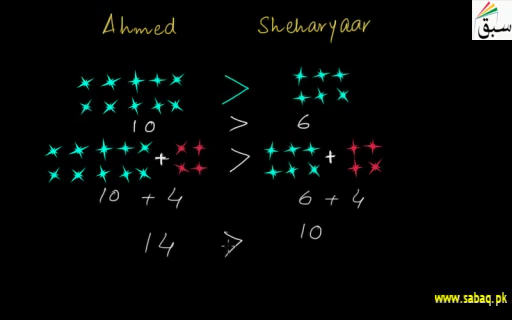 Ahmed Sheharyaar
سبق
>
10 > 6
+ > +
10 + 4 6 + 4
14 > 10
www.sabaq.pk